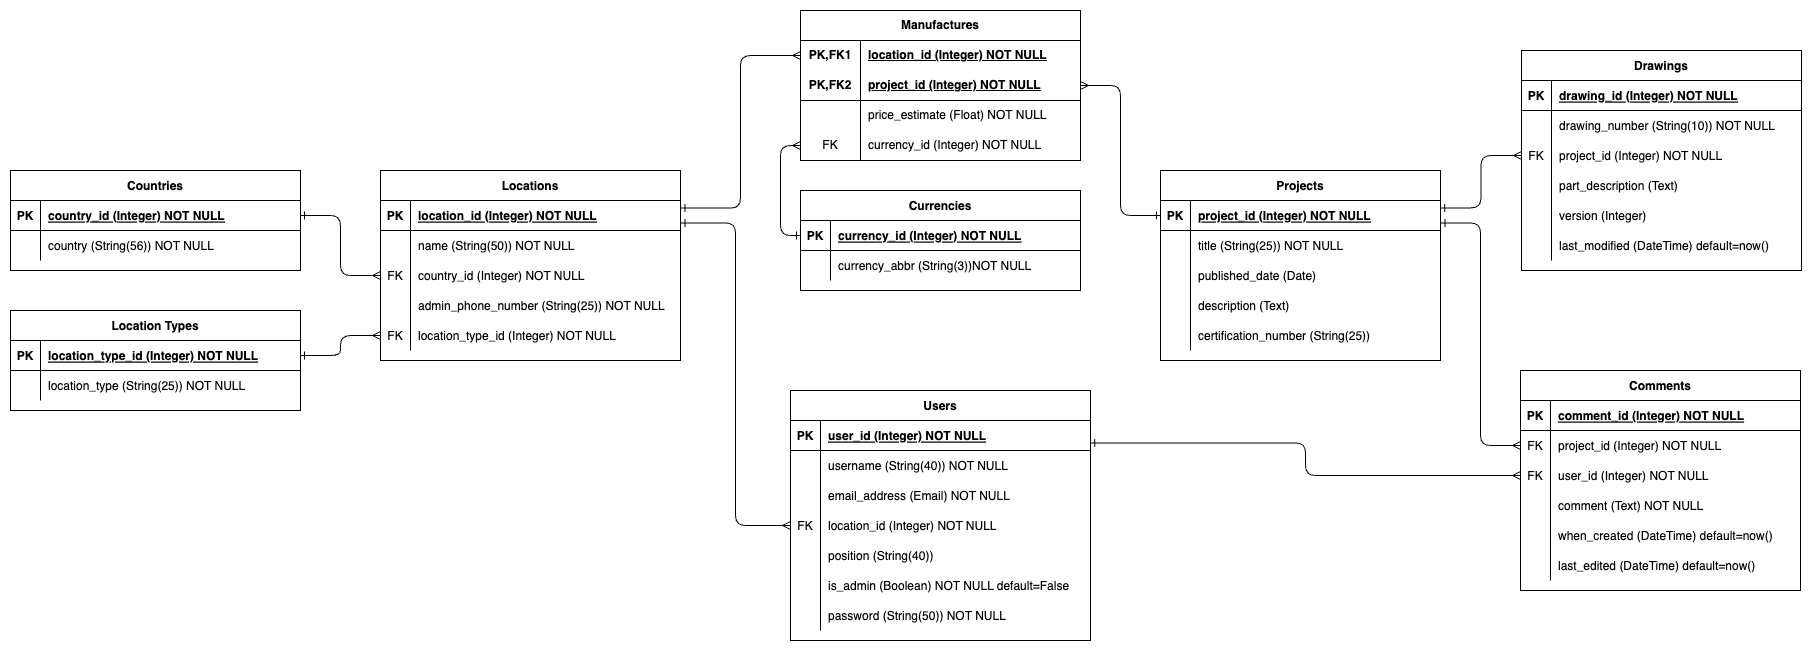 Manufactures
PK,FK1 location_id (Integer) NOT NULL
PK,FK2 project_id (Integer) NOT NULL
price_estimate (Float) NOT NULL
FK currency_id (Integer) NOT NULL
Drawings
PK drawing_id (Integer) NOT NULL
drawing_number (String(10)) NOT NULL
FK project_id (Integer) NOT NULL
part_description (Text)
version (Integer)
last_modified (DateTime) default=now()
Countries
PK country_id (Integer) NOT NULL
country (String(56)) NOT NULL
Locations
PK location_id (Integer) NOT NULL
name (String(50)) NOT NULL
FK country_id (Integer) NOT NULL
admin_phone_number (String(25)) NOT NULL
FK location_type_id (Integer) NOT NULL
Currencies
PK currency_id (Integer) NOT NULL
currency_abbr (String(3))NOT NULL
Projects
PK project_id (Integer) NOT NULL
title (String(25)) NOT NULL
published_date (Date)
description (Text)
certification_number (String(25))
Location Types
PK location_type_id (Integer) NOT NULL
location_type (String(25)) NOT NULL
Users
PK user_id (Integer) NOT NULL
username (String(40)) NOT NULL
email_address (Email) NOT NULL
FK location_id (Integer) NOT NULL
position (String(40))
is_admin (Boolean) NOT NULL default=False
password (String(50)) NOT NULL
Comments
PK comment_id (Integer) NOT NULL
FK project_id (Integer) NOT NULL
FK user_id (Integer) NOT NULL
comment (Text) NOT NULL
when_created (DateTime) default=now()
last_edited (DateTime) default=now()